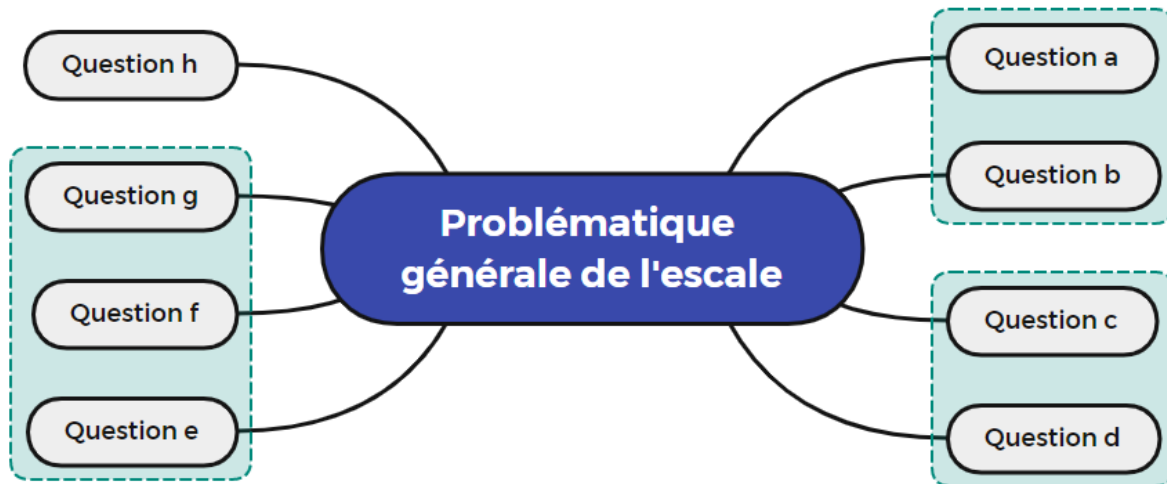 Question h
Question a
Question g
Question b
Problématique
générale de l'escale
Question f
Question c
Question e
Question d